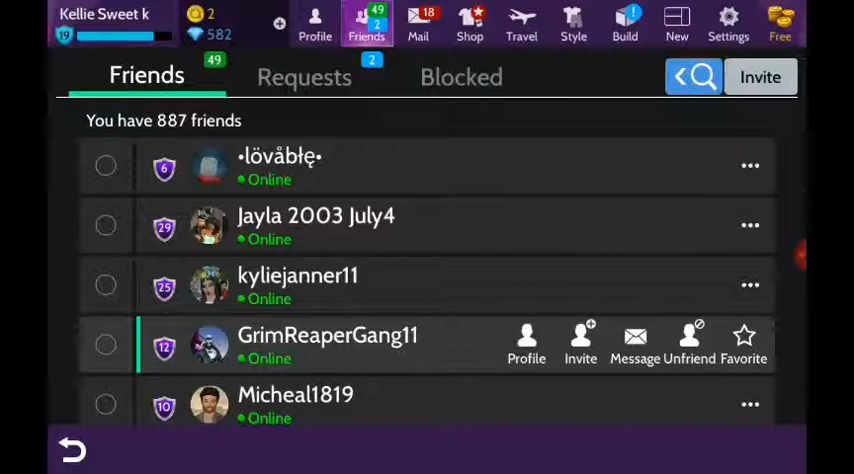 Kellie Sweet k
2
49
18
19
582
2
Profile
Friends
Mail
Shop
Travel
Style
Build
New
Settings
Free
Friends
49
Requests
2
Blocked
Invite
You have 887 friends
6
•lövåbłę•
Online
29
Jayla 2003 July4
Online
25
kyliejanner11
Online
12
GrimReaperGang11
Online
Profile
Invite
Message
Unfriend
Favorite
10
Micheal1819
Online